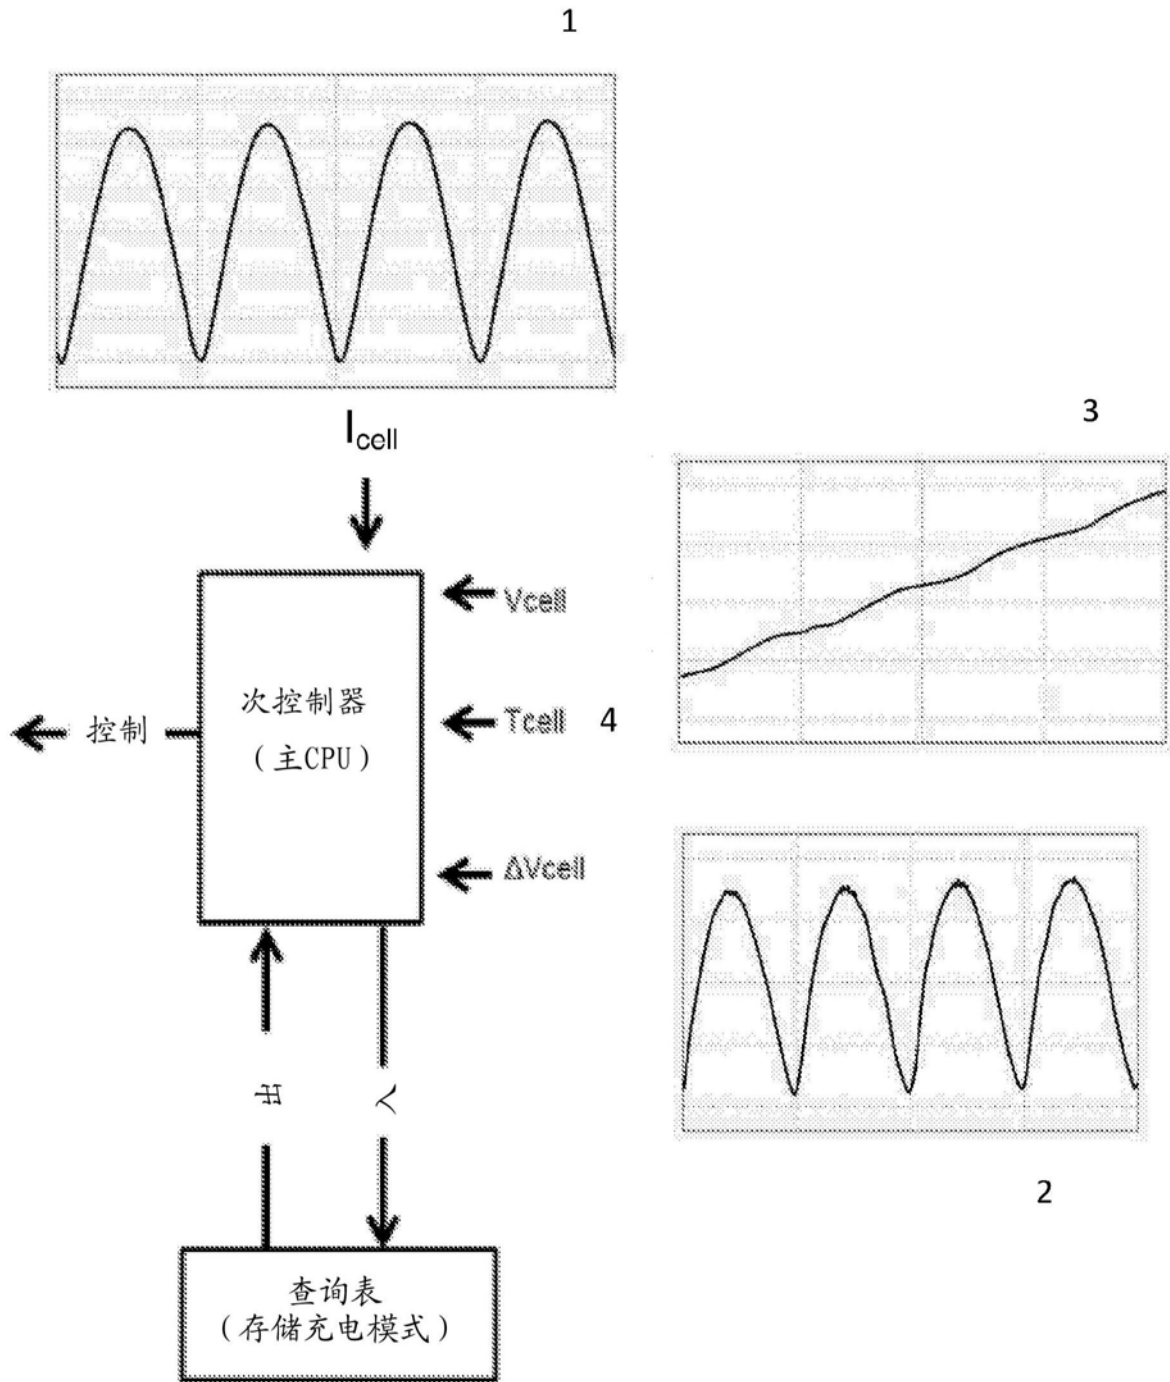 1
I_cell
3
Vcell
次控制器
（主CPU）
控制
Tcell
4
ΔVcell
出
入
2
查询表
（存储充电模式）